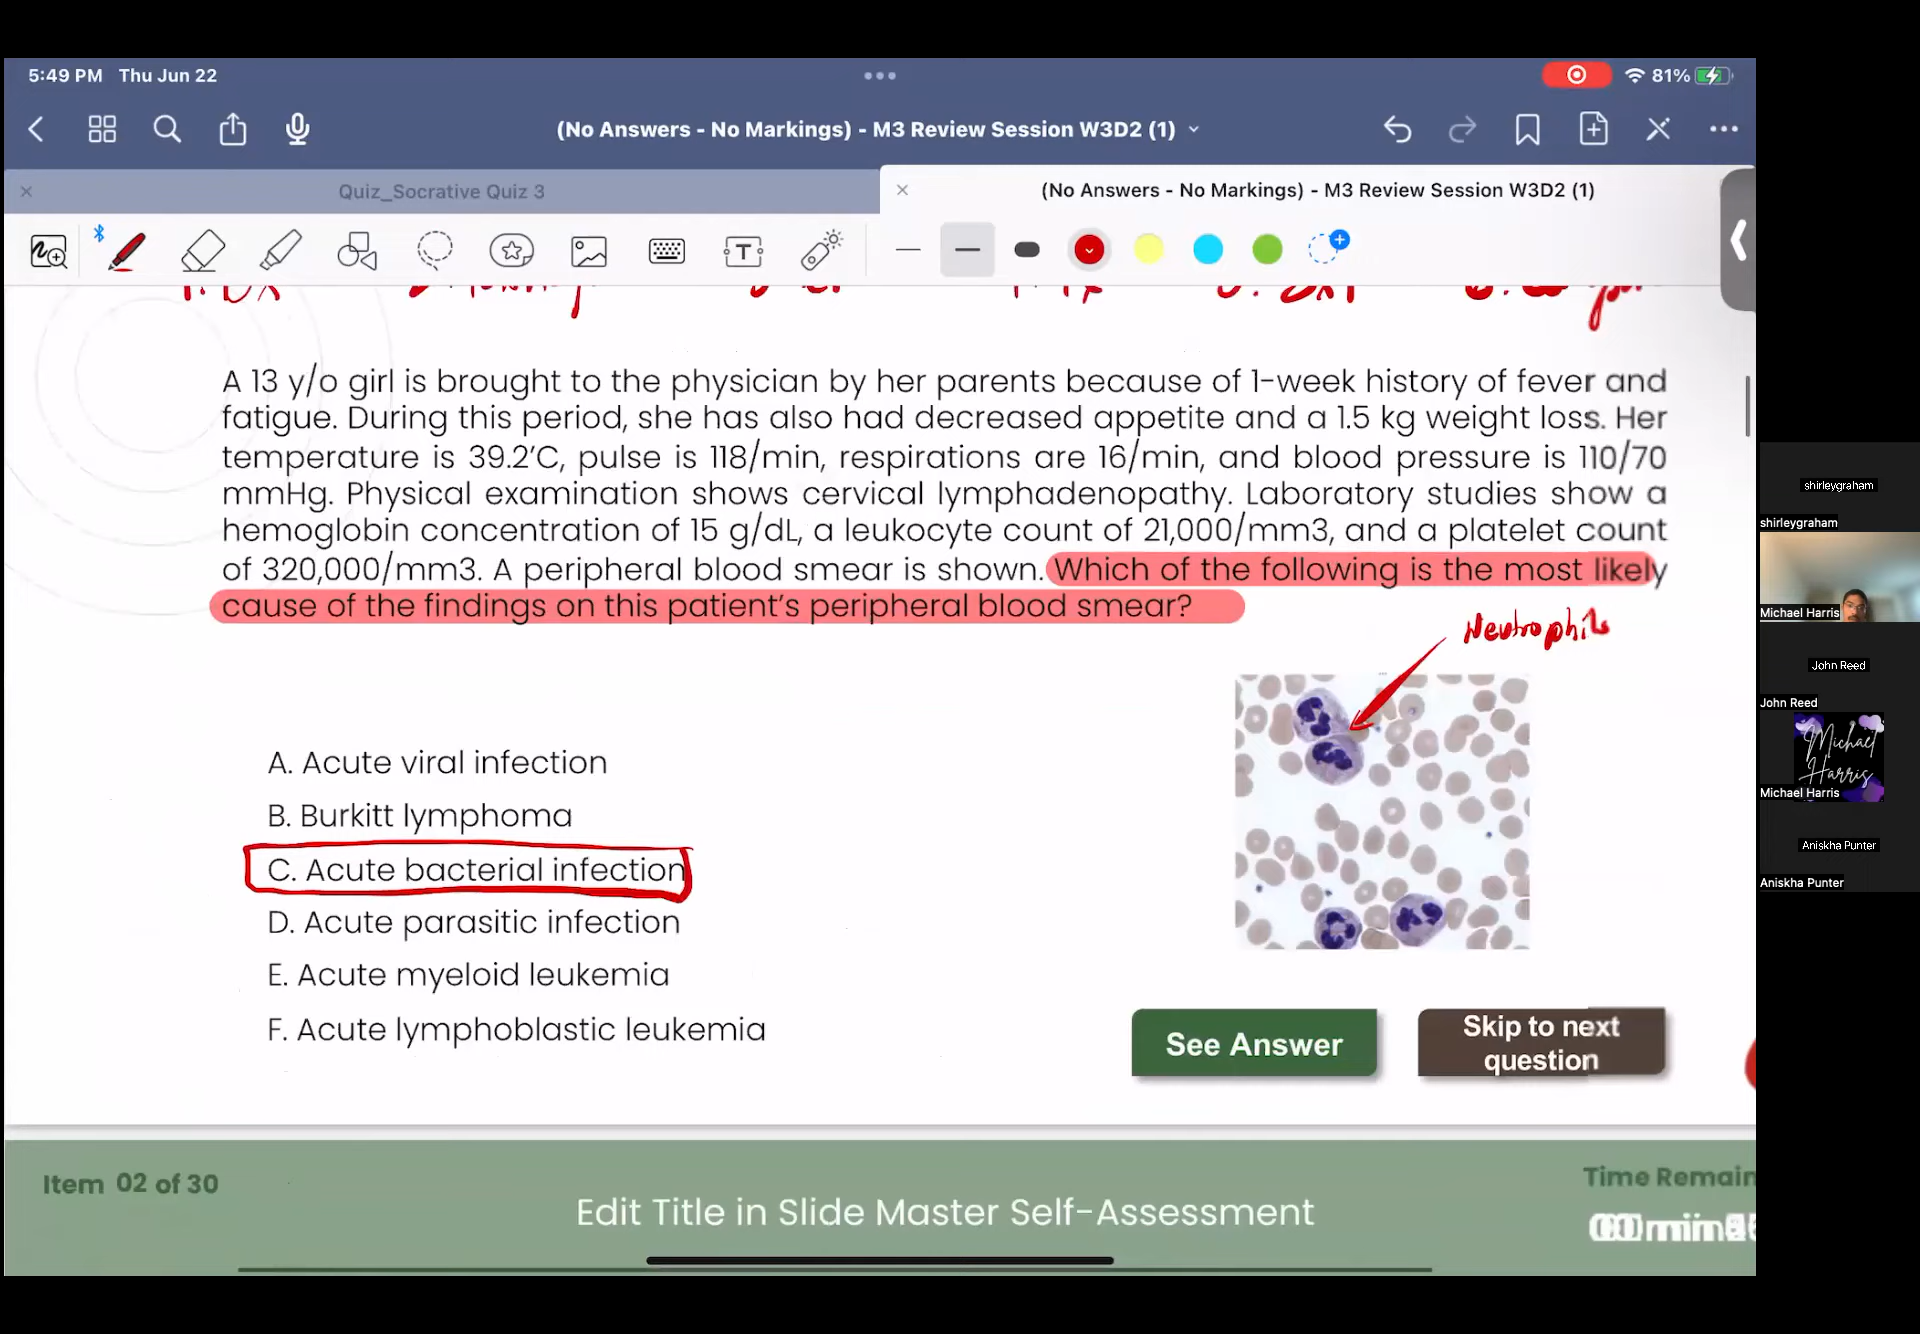 5:49 PM Thu Jun 22
81%
(No Answers - No Markings) - M3 Review Session W3D2 (1)
Quiz_Socrative Quiz 3
(No Answers - No Markings) - M3 Review Session W3D2 (1)
A 13 y/o girl is brought to the physician by her parents because of 1-week history of fever and
fatigue. During this period, she has also had decreased appetite and a 1.5 kg weight loss. Her
temperature is 39.2'C, pulse is 118/min, respirations are 16/min, and blood pressure is 110/70
mmHg. Physical examination shows cervical lymphadenopathy. Laboratory studies show a
hemoglobin concentration of 15 g/dL, a leukocyte count of 21,000/mm3, and a platelet count
of 320,000/mm3. A peripheral blood smear is shown. Which of the following is the most likely
cause of the findings on this patient's peripheral blood smear?
Neutrophils
A. Acute viral infection
B. Burkitt lymphoma
C. Acute bacterial infection
D. Acute parasitic infection
E. Acute myeloid leukemia
F. Acute lymphoblastic leukemia
See Answer
Skip to next
question
Item 02 of 30
Time Remain
Edit Title in Slide Master Self-Assessment
shirleygraham
shirleygraham
Michael Harris
John Reed
John Reed
Michael
Harris
Michael Harris
Aniskha Punter
Aniskha Punter